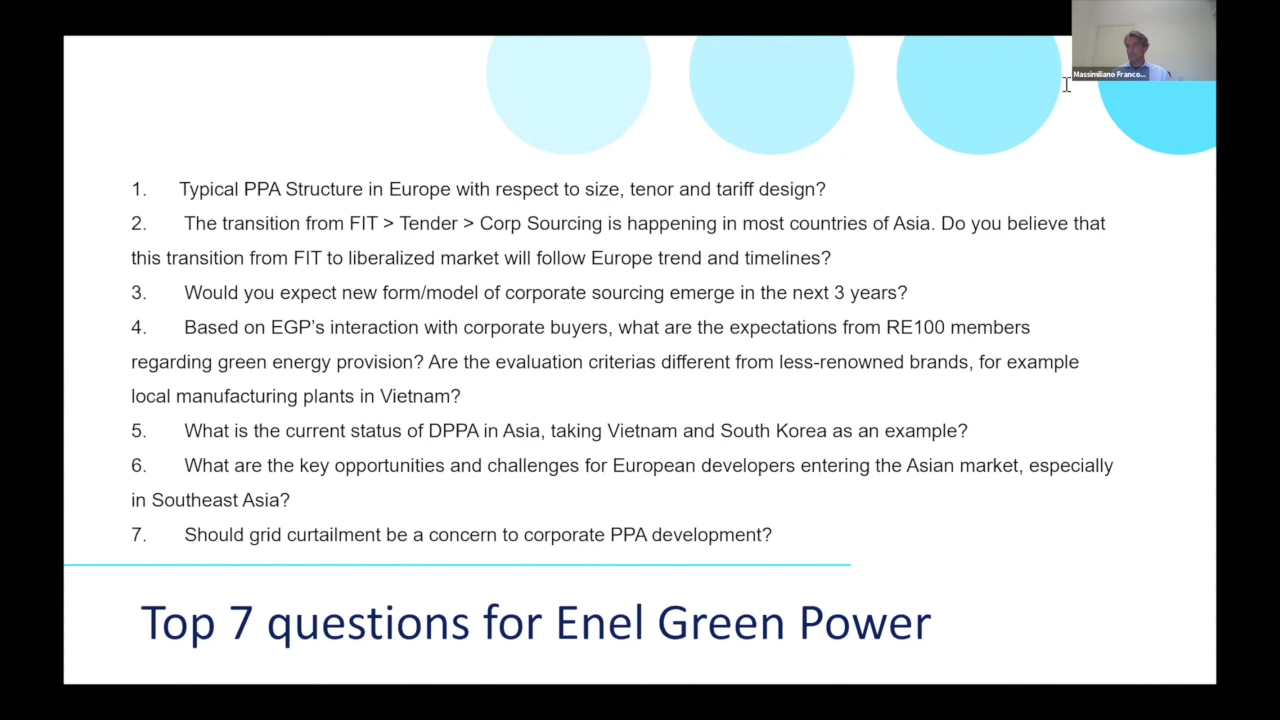 Massimiliano Franco...
1. Typical PPA Structure in Europe with respect to size, tenor and tariff design?
2. The transition from FIT > Tender > Corp Sourcing is happening in most countries of Asia. Do you believe that
this transition from FIT to liberalized market will follow Europe trend and timelines?
3. Would you expect new form/model of corporate sourcing emerge in the next 3 years?
4. Based on EGP's interaction with corporate buyers, what are the expectations from RE100 members
regarding green energy provision? Are the evaluation criterias different from less-renowned brands, for example
local manufacturing plants in Vietnam?
5. What is the current status of DPPA in Asia, taking Vietnam and South Korea as an example?
6. What are the key opportunities and challenges for European developers entering the Asian market, especially
in Southeast Asia?
7. Should grid curtailment be a concern to corporate PPA development?
Top 7 questions for Enel Green Power